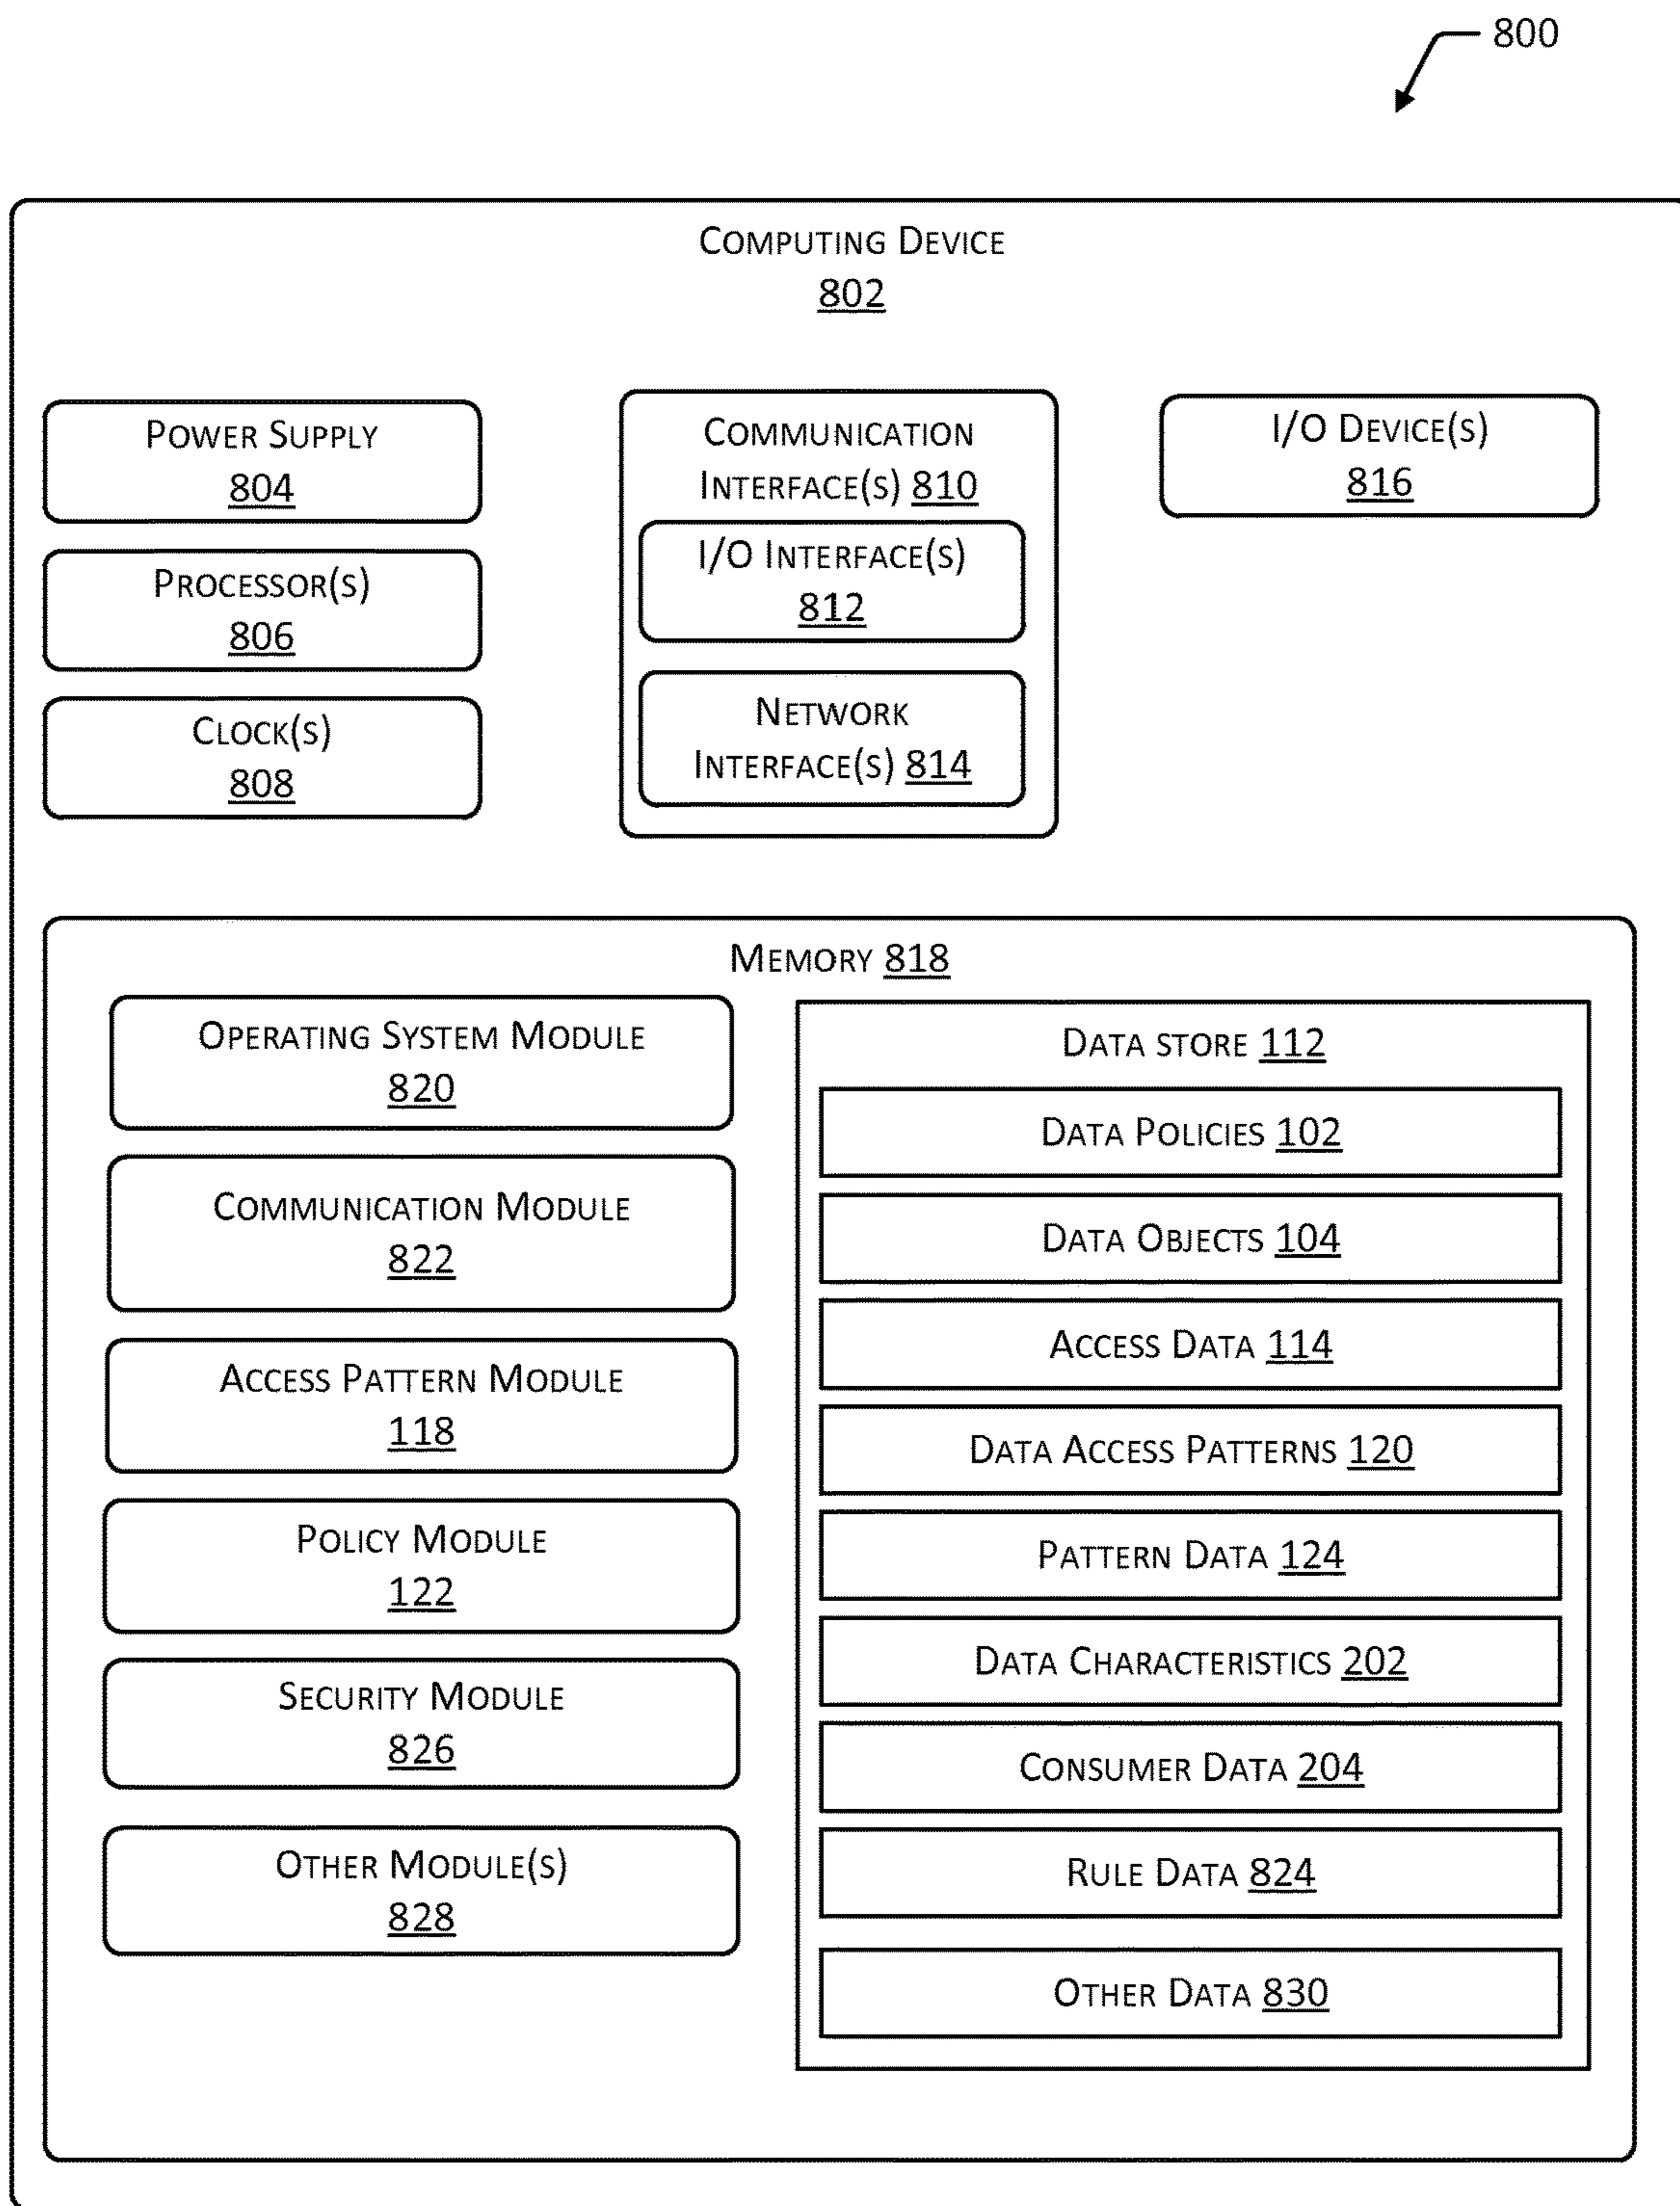 800
COMPUTING DEVICE
802
POWER SUPPLY
804
PROCESSOR(S)
806
CLOCK(S)
808
COMMUNICATION
INTERFACE(S) 810
I/O INTERFACE(S)
812
NETWORK
INTERFACE(S) 814
I/O DEVICE(S)
816
MEMORY 818
OPERATING SYSTEM MODULE
820
COMMUNICATION MODULE
822
ACCESS PATTERN MODULE
118
POLICY MODULE
122
SECURITY MODULE
826
OTHER MODULE(S)
828
DATA STORE 112
DATA POLICIES 102
DATA OBJECTS 104
ACCESS DATA 114
DATA ACCESS PATTERNS 120
PATTERN DATA 124
DATA CHARACTERISTICS 202
CONSUMER DATA 204
RULE DATA 824
OTHER DATA 830